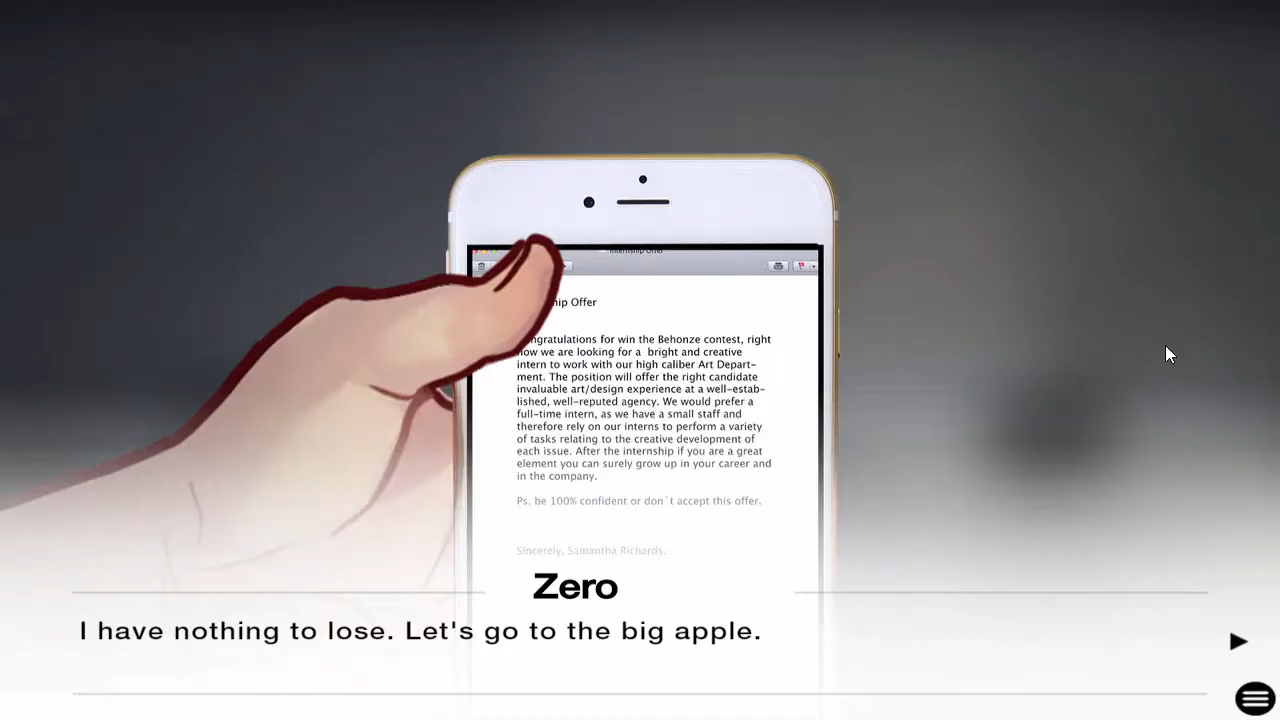 Internship Offer
hip Offer
ngratulations for win the Behonze contest, right
now we are looking for a bright and creative
intern to work with our high caliber Art Depart-
ment. The position will offer the right candidate
invaluable art/design experience at a well-estab-
lished, well-reputed agency. We would prefer a
full-time intern, as we have a small staff and
therefore rely on our interns to perform a variety
of tasks relating to the creative development of
each issue. After the internship if you are a great
element you can surely grow up in your career and
in the company.
Ps. be 100% confident or don´t accept this offer.
Sincerely, Samantha Richards.
Zero
I have nothing to lose. Let's go to the big apple.